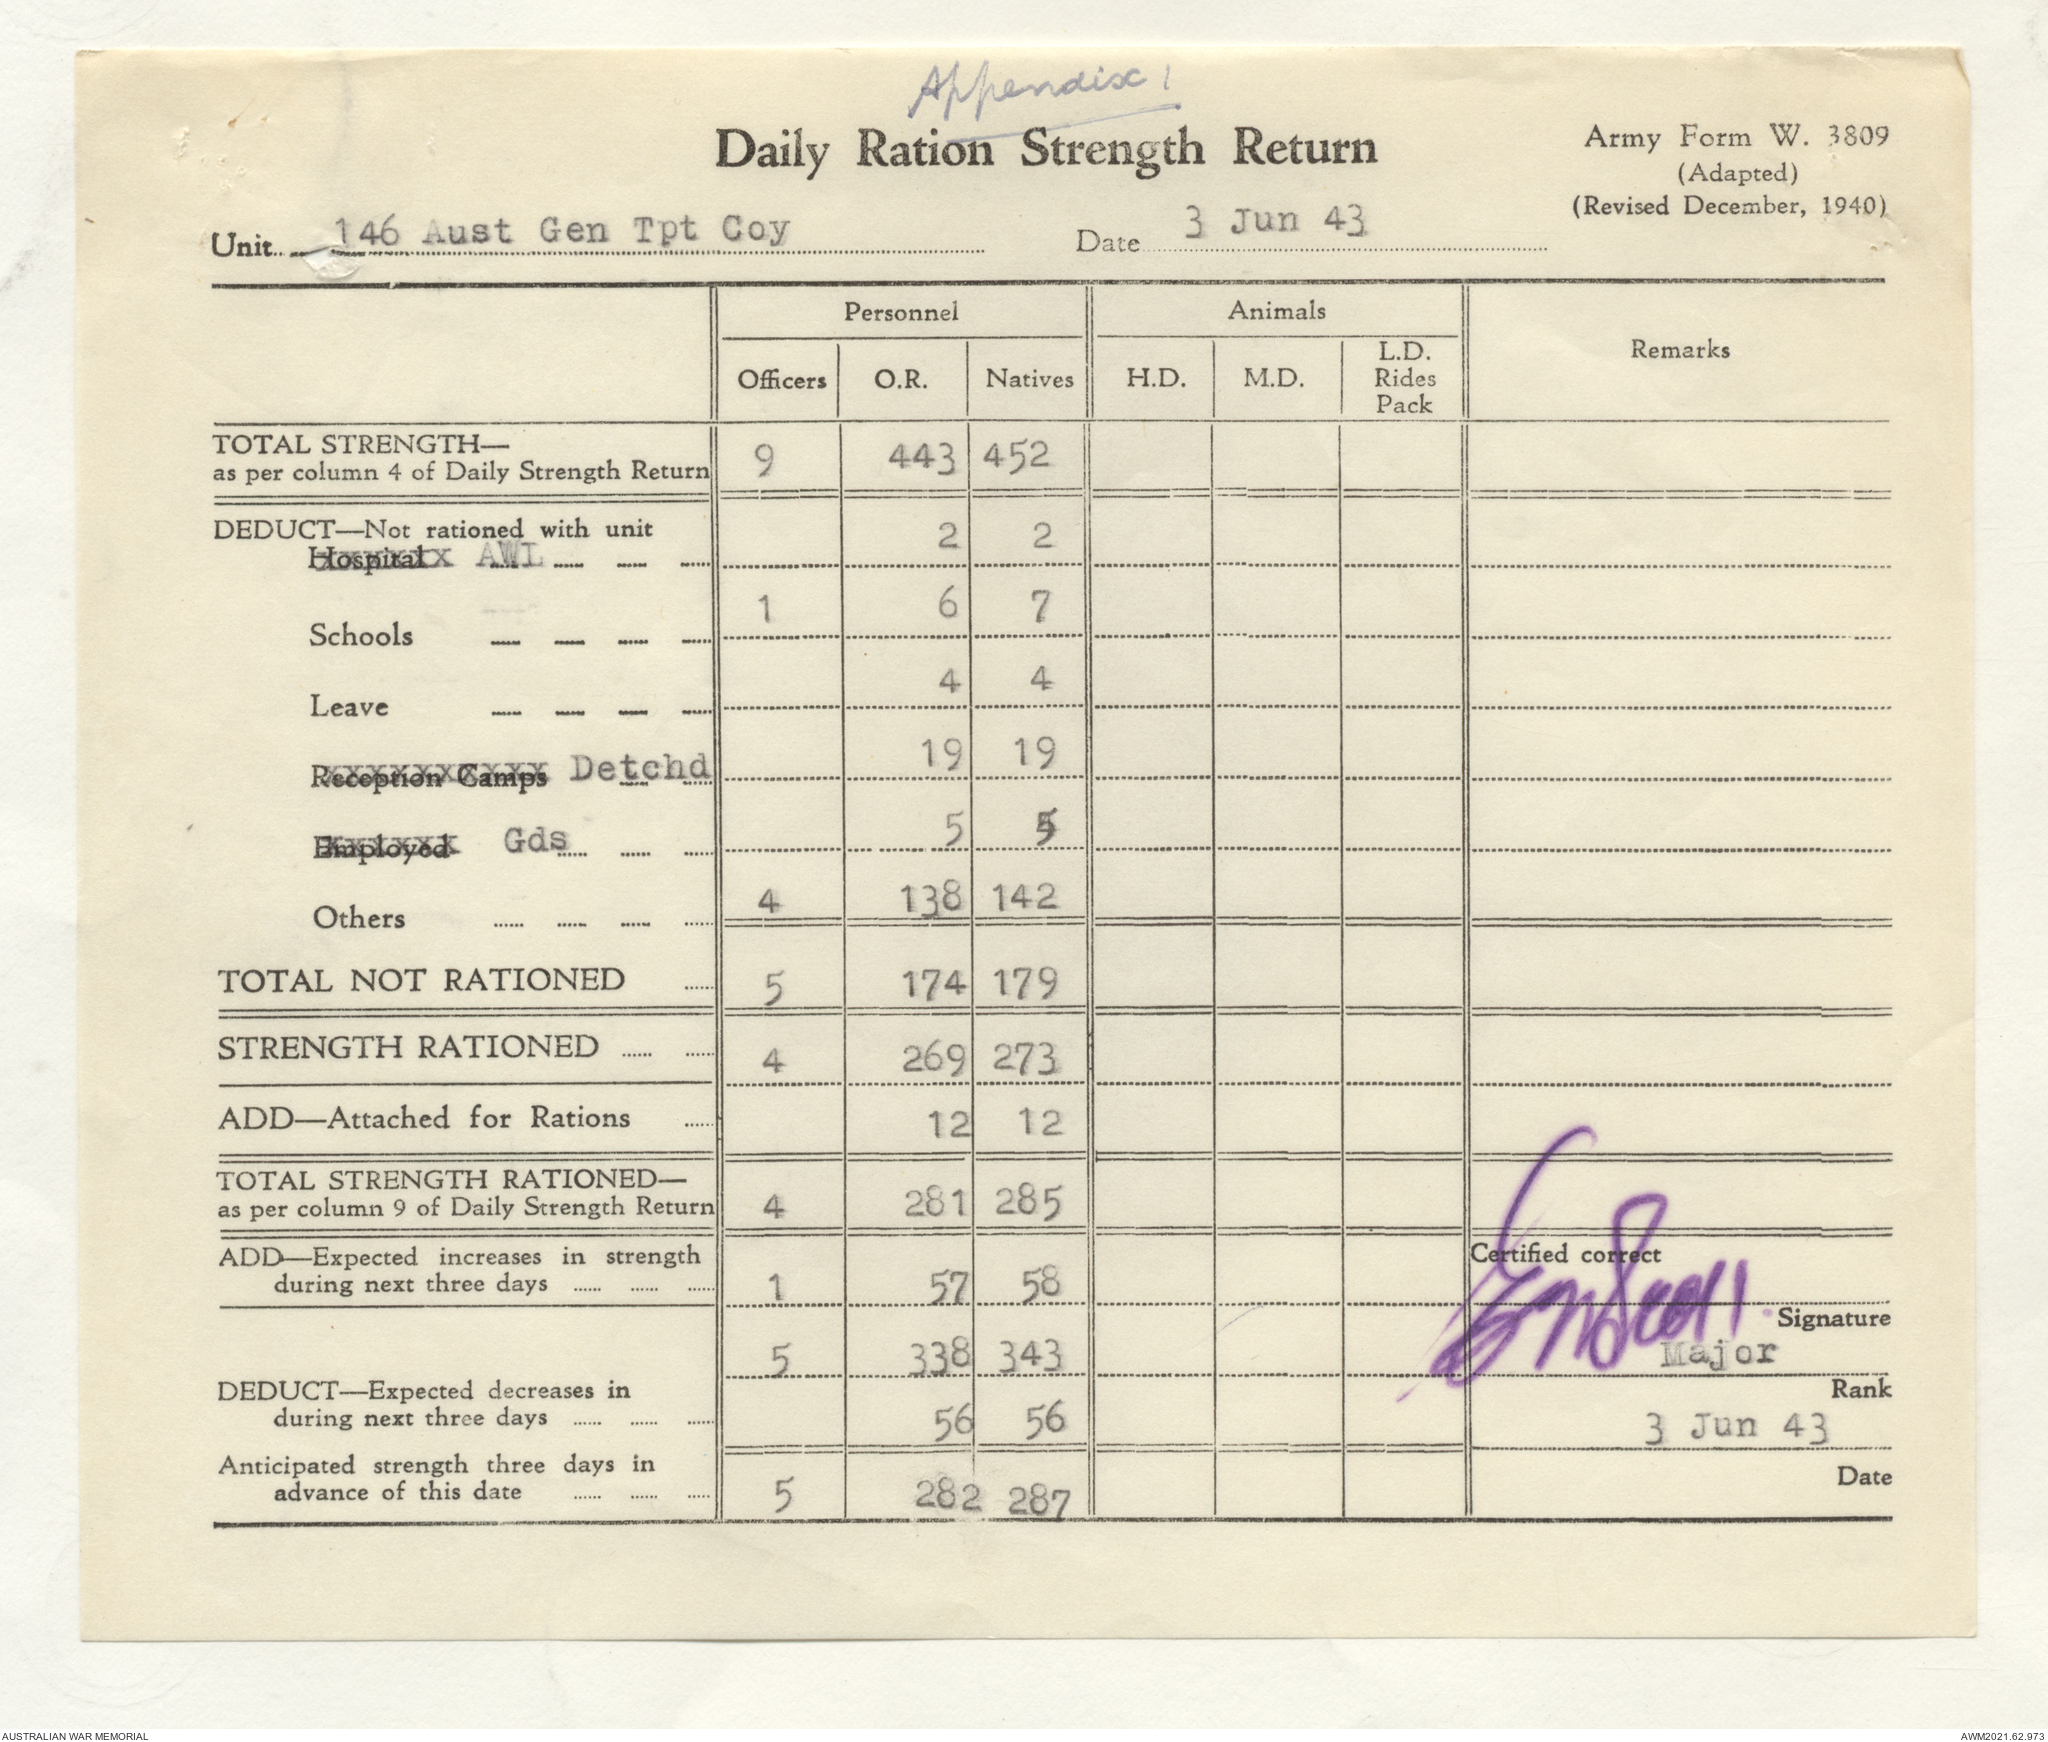 Appendix 1
Daily Ration Strength Return
Army Form W. 3809
(Adapted)
(Revised December, 1940)
Unit 146 Aust Gen Tpt Coy Date 3 Jun 43
Personnel Animals Remarks
Officers O.R. Natives H.D. M.D. L.D. Rides Pack
TOTAL STRENGTH—
as per column 4 of Daily Strength Return 9 443 452
DEDUCT—Not rationed with unit
Hospital AWL 2 2
Schools 1 6 7
Leave 4 4
Reception Camps Detchd 19 19
Employed Gds 5 5
Others 4 138 142
TOTAL NOT RATIONED 5 174 179
STRENGTH RATIONED 4 269 273
ADD—Attached for Rations 12 12
TOTAL STRENGTH RATIONED—
as per column 9 of Daily Strength Return 4 281 285
ADD—Expected increases in strength
during next three days 1 57 58
5 338 343
DEDUCT—Expected decreases in
during next three days 56 56
Anticipated strength three days in
advance of this date 5 282 287
Certified correct
Scott
Signature
Major
Rank
3 Jun 43
Date
AUSTRALIAN WAR MEMORIAL
AWM2021.62.973